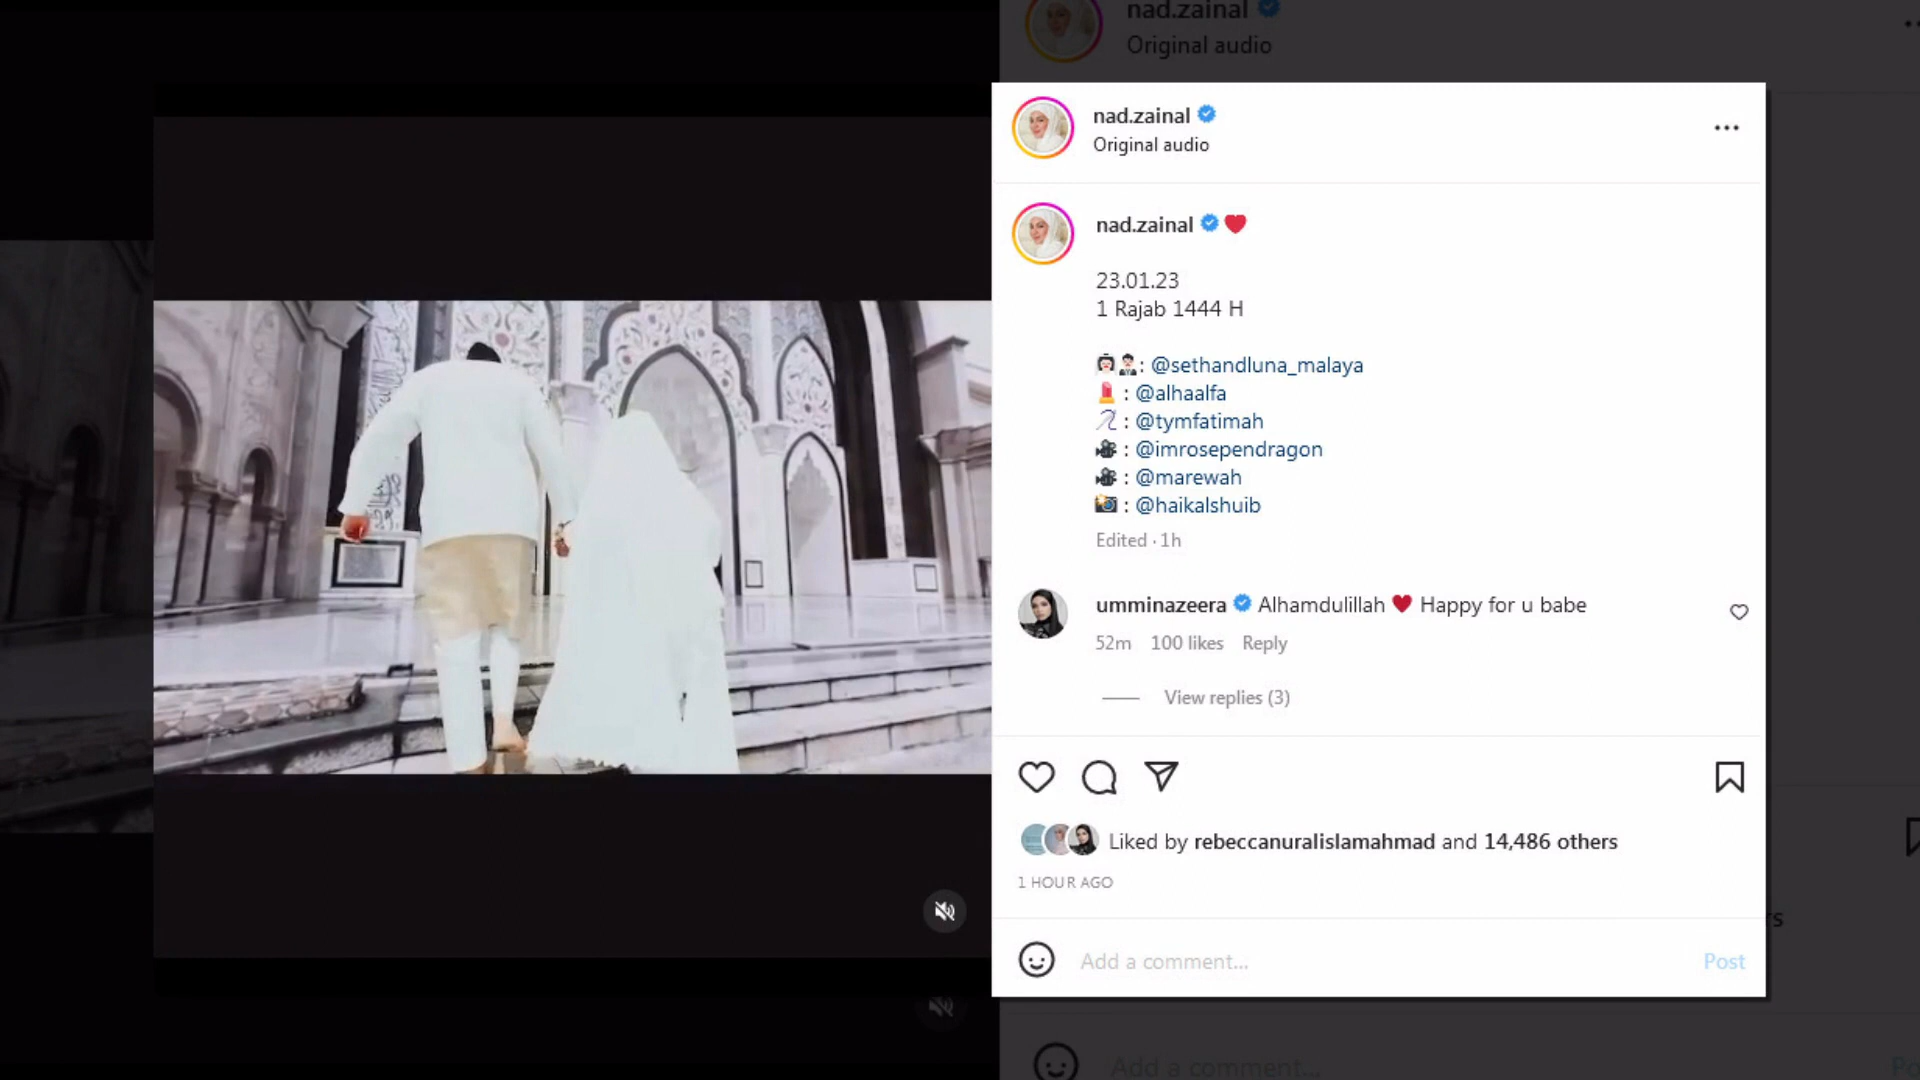 nad.zainal
Original audio
nad.zainal
Original audio
nad.zainal ❤️
23.01.23
1 Rajab 1444 H
👰🤵: @sethandluna_malaya
💄 : @alhaalfa
🪡 : @tymfatimah
🎥 : @imrosependragon
🎥 : @marewah
📸 : @haikalshuib
Edited · 1h
umminazeera Alhamdulillah ❤️ Happy for u babe
52m 100 likes Reply
View replies (3)
Liked by rebeccanuralislamahmad and 14,486 others
1 HOUR AGO
Add a comment...
Post
Add a comment...